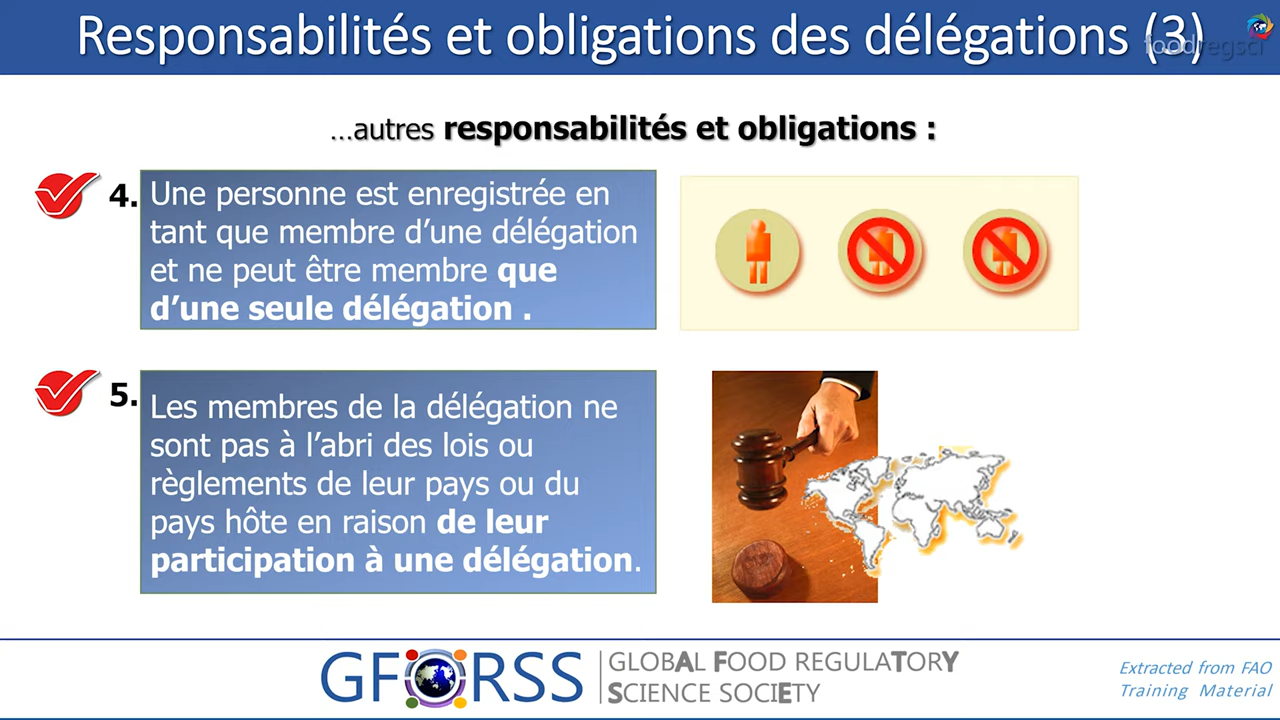 Responsabilités et obligations des délégations (3)
foodregsci
…autres responsabilités et obligations :
4. Une personne est enregistrée en
tant que membre d’une délégation
et ne peut être membre que
d’une seule délégation .
5. Les membres de la délégation ne
sont pas à l’abri des lois ou
règlements de leur pays ou du
pays hôte en raison de leur
participation à une délégation.
GFORSS
GLOBAL FOOD REGULATORY
SCIENCE SOCIETY
Extracted from FAO
Training Material